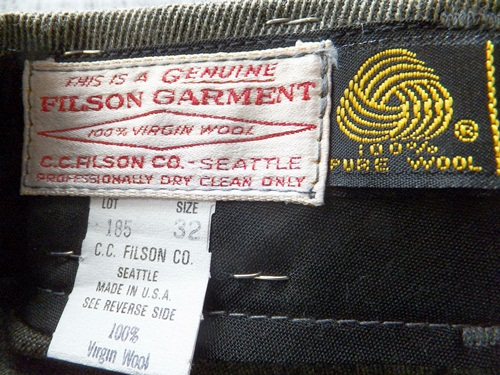 THIS IS A GENUINE
FILSON GARMENT
100% VIRGIN WOOL
C.C. FILSON CO. - SEATTLE
PROFESSIONALLY DRY CLEAN ONLY
®
100%
PURE WOOL
LOT SIZE
185 32
C.C. FILSON CO.
SEATTLE
MADE IN U.S.A.
SEE REVERSE SIDE
100%
Virgin Wool